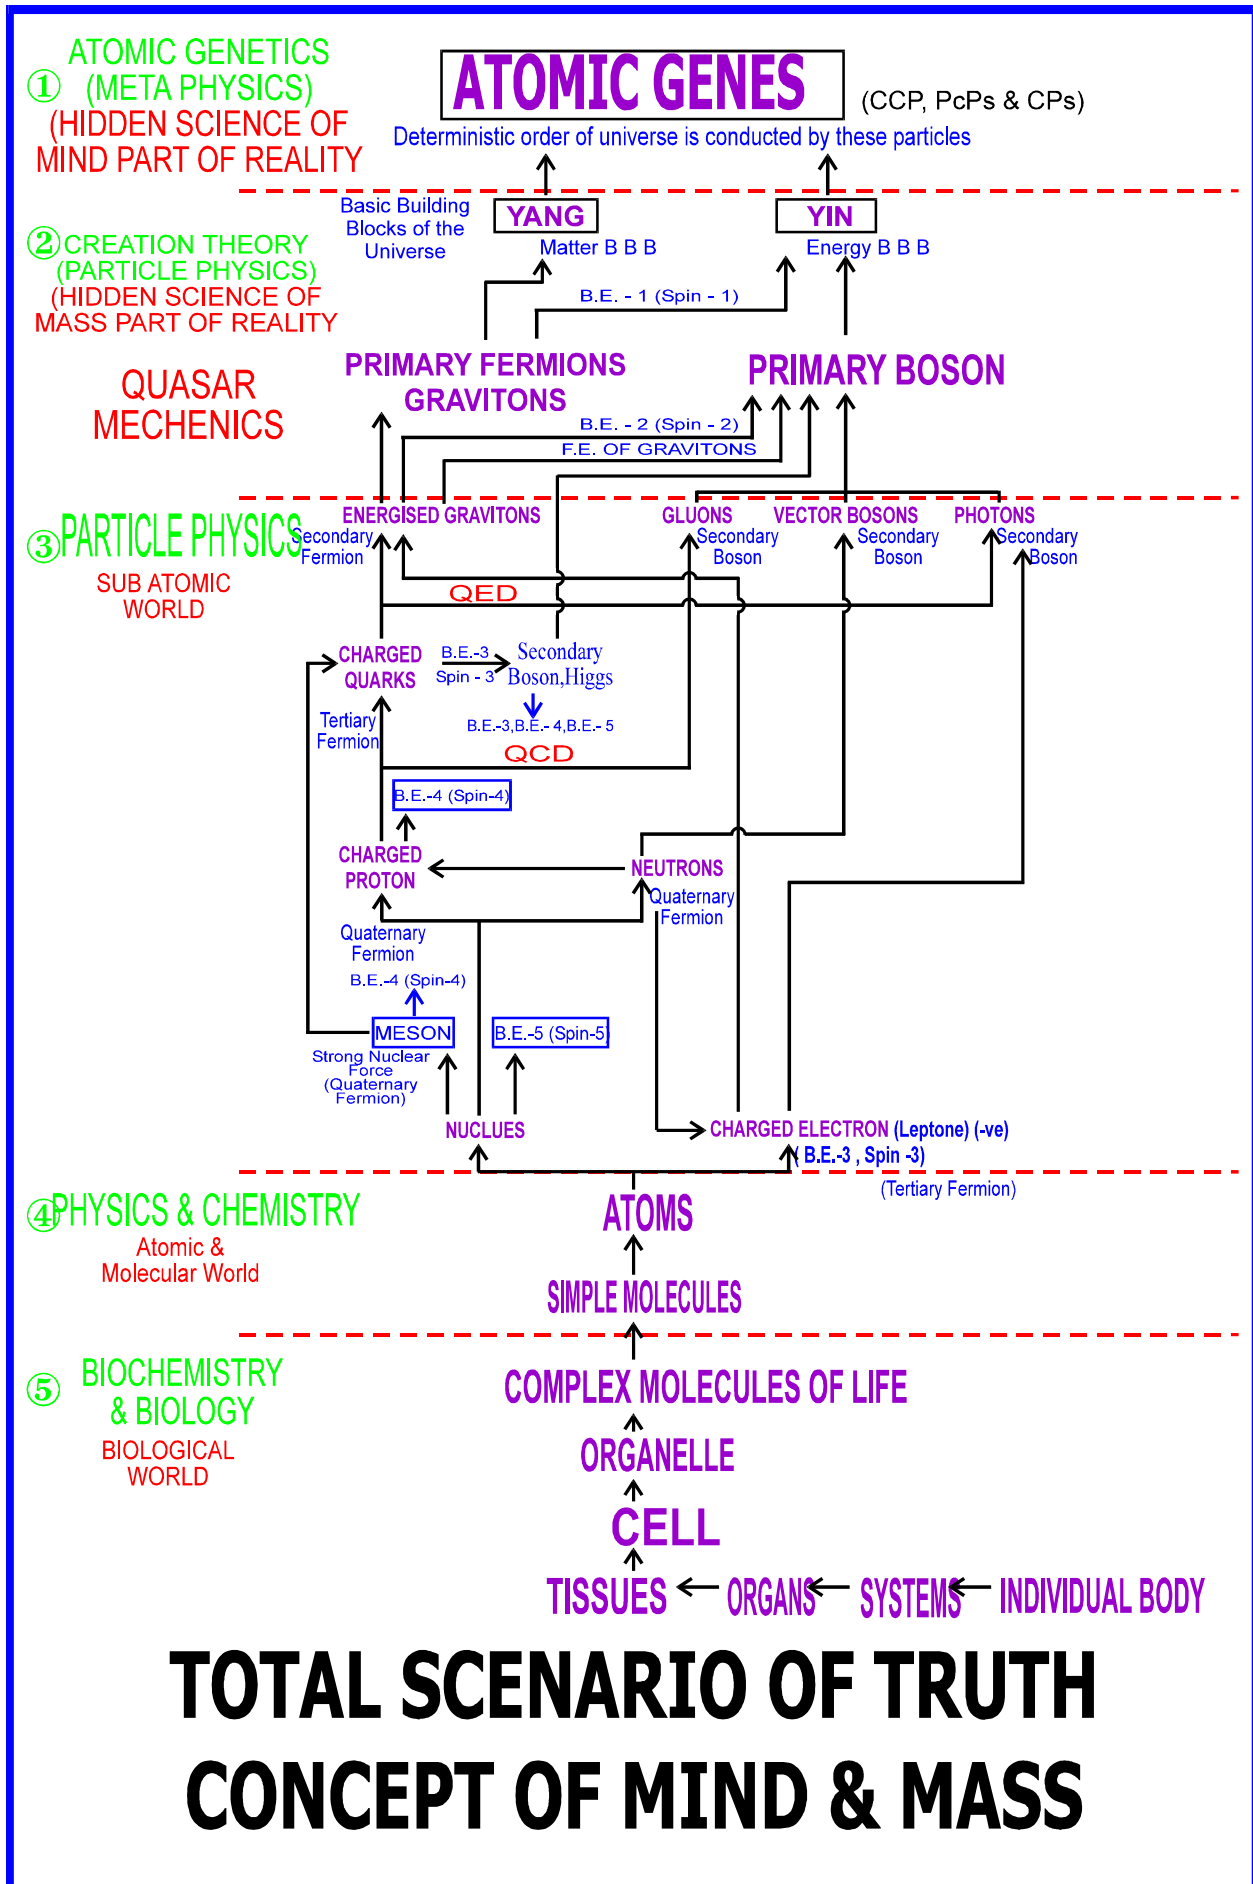 ①
ATOMIC GENETICS
(META PHYSICS)
(HIDDEN SCIENCE OF
MIND PART OF REALITY
ATOMIC GENES
(CCP, PcPs & CPs)
Deterministic order of universe is conducted by these particles
Basic Building
Blocks of the
Universe
YANG
Matter B B B
YIN
Energy B B B
②
CREATION THEORY
(PARTICLE PHYSICS)
(HIDDEN SCIENCE OF
MASS PART OF REALITY
B.E. - 1 (Spin - 1)
QUASAR
MECHENICS
PRIMARY FERMIONS
GRAVITONS
PRIMARY BOSON
B.E. - 2 (Spin - 2)
F.E. OF GRAVITONS
③
PARTICLE PHYSICS
SUB ATOMIC
WORLD
ENERGISED GRAVITONS
Secondary
Fermion
GLUONS
Secondary
Boson
VECTOR BOSONS
Secondary
Boson
PHOTONS
Secondary
Boson
QED
CHARGED
QUARKS
B.E.-3
Spin - 3
Secondary
Boson,Higgs
Tertiary
Fermion
B.E.-3,B.E.- 4,B.E.- 5
QCD
B.E.-4 (Spin-4)
CHARGED
PROTON
NEUTRONS
Quaternary
Fermion
Quaternary
Fermion
B.E.-4 (Spin-4)
MESON
B.E.-5 (Spin-5)
Strong Nuclear
Force
(Quaternary
Fermion)
NUCLUES
CHARGED ELECTRON (Leptone) (-ve)
( B.E.-3 , Spin -3)
(Tertiary Fermion)
④
PHYSICS & CHEMISTRY
Atomic &
Molecular World
ATOMS
SIMPLE MOLECULES
⑤
BIOCHEMISTRY
& BIOLOGY
BIOLOGICAL
WORLD
COMPLEX MOLECULES OF LIFE
ORGANELLE
CELL
TISSUES ORGANS SYSTEMS INDIVIDUAL BODY
TOTAL SCENARIO OF TRUTH
CONCEPT OF MIND & MASS